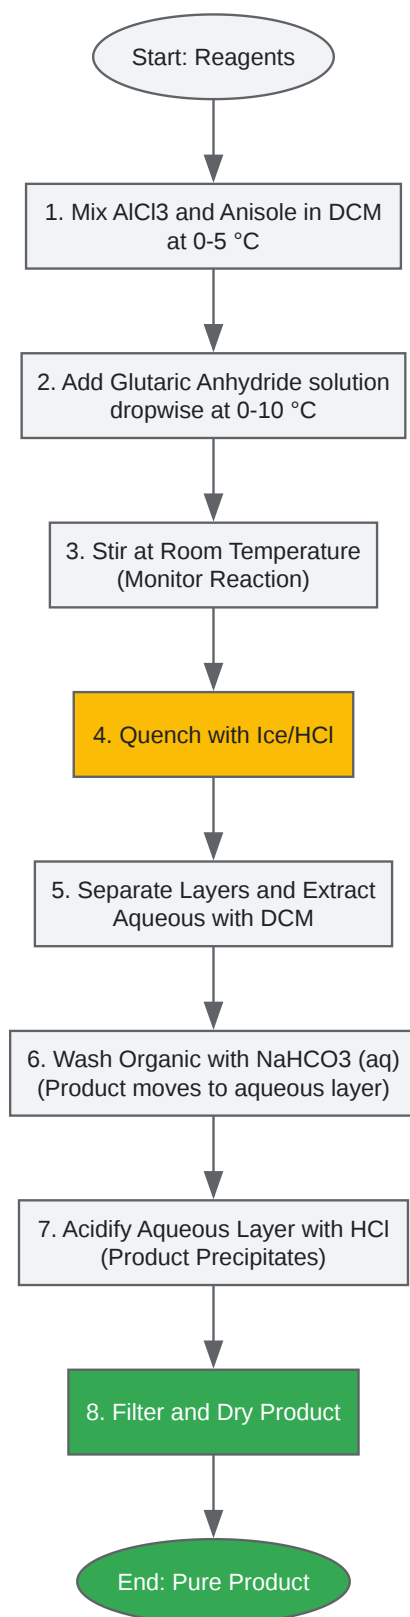 Start: Reagents
1. Mix AlCl3 and Anisole in DCM
at 0-5 °C
2. Add Glutaric Anhydride solution
dropwise at 0-10 °C
3. Stir at Room Temperature
(Monitor Reaction)
4. Quench with Ice/HCl
5. Separate Layers and Extract
Aqueous with DCM
6. Wash Organic with NaHCO3 (aq)
(Product moves to aqueous layer)
7. Acidify Aqueous Layer with HCl
(Product Precipitates)
8. Filter and Dry Product
End: Pure Product